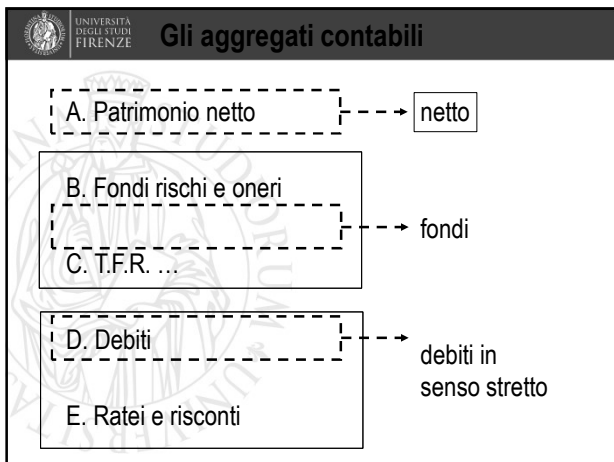 UNIVERSITÀ
DEGLI STUDI
FIRENZE
Gli aggregati contabili
A. Patrimonio netto
netto
B. Fondi rischi e oneri
fondi
C. T.F.R. …
D. Debiti
debiti in
senso stretto
E. Ratei e risconti